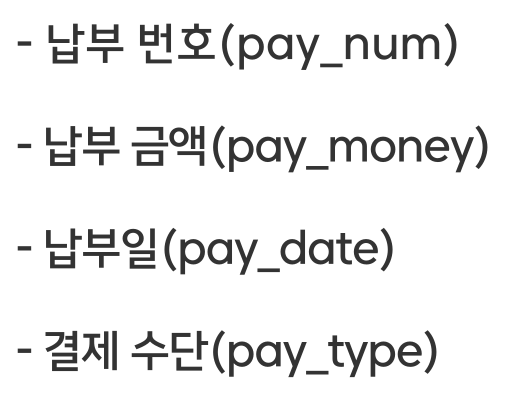 - 납부 번호(pay_num)
- 납부 금액(pay_money)
- 납부일(pay_date)
- 결제 수단(pay_type)